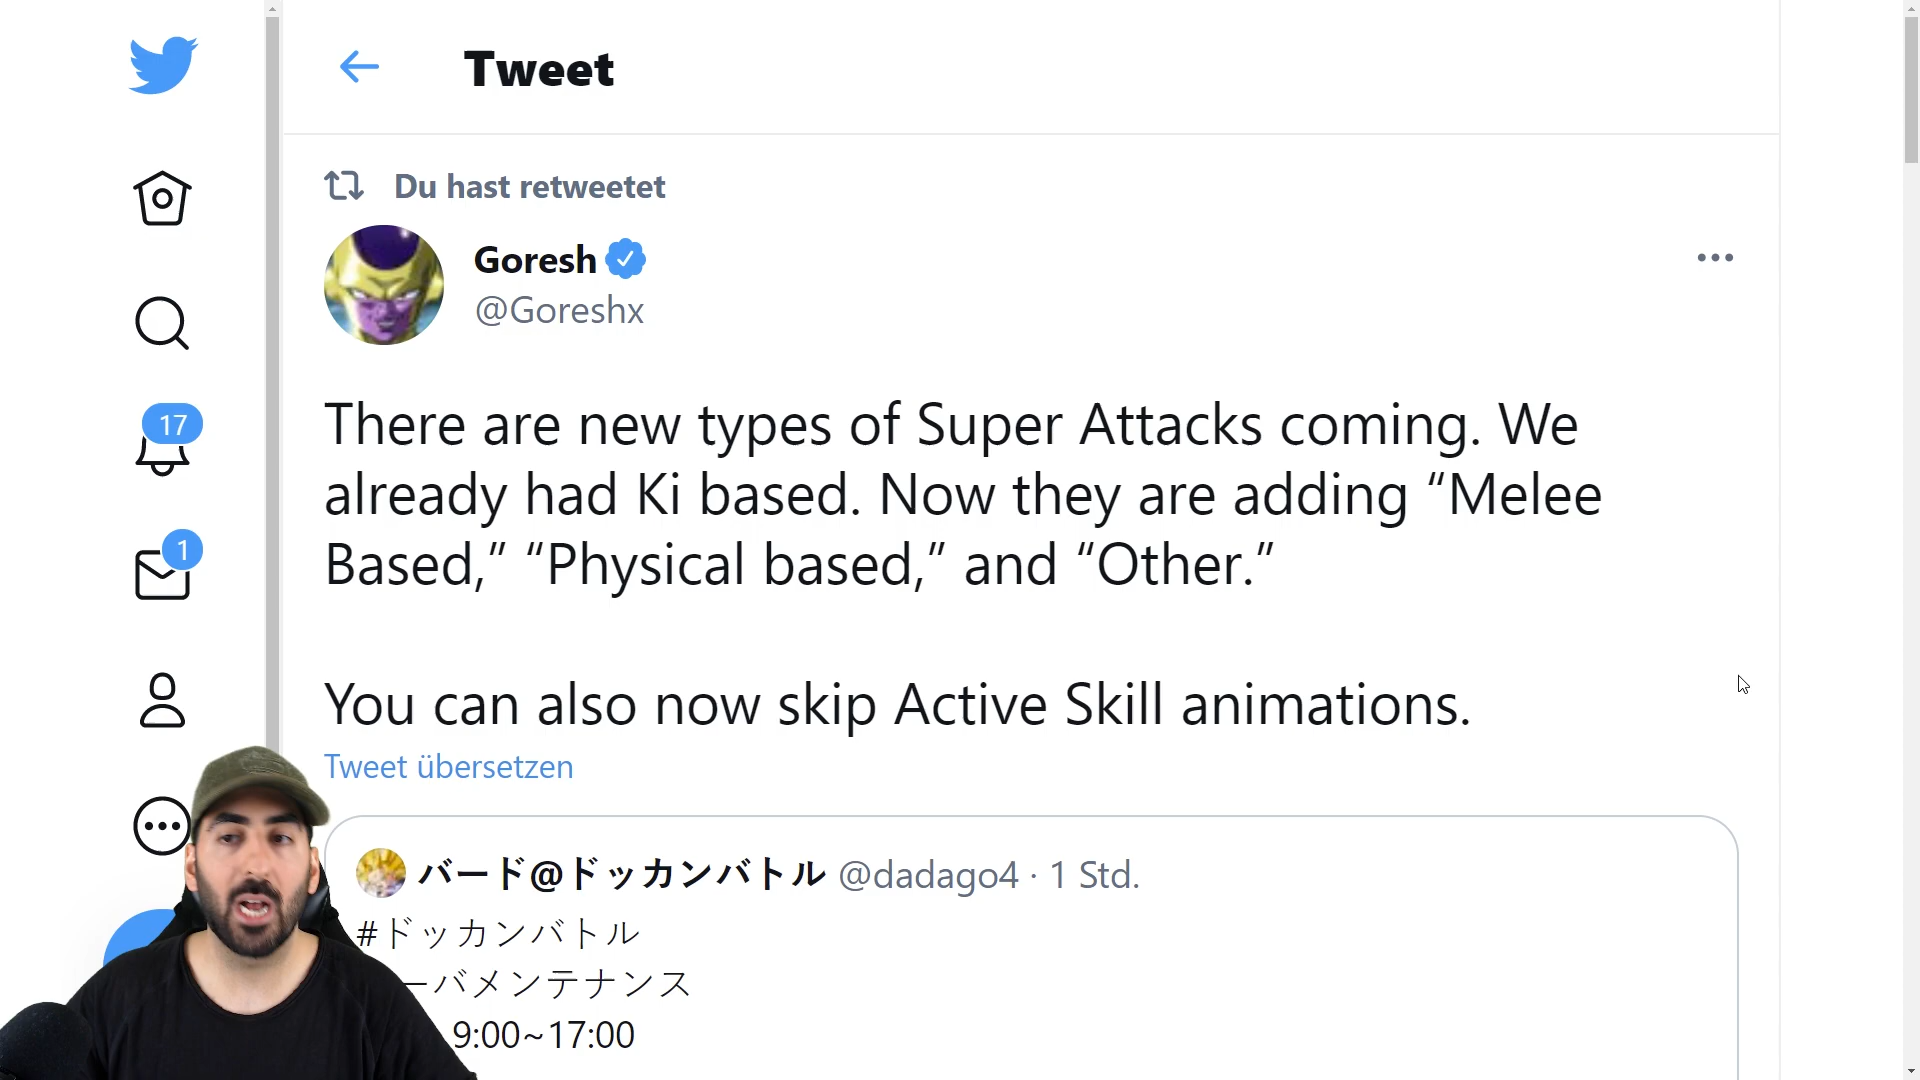 Tweet
Du hast retweetet
Goresh
@Goreshx
17
There are new types of Super Attacks coming. We
already had Ki based. Now they are adding “Melee
Based,” “Physical based,” and “Other.”
1
You can also now skip Active Skill animations.
Tweet übersetzen
バード@ドッカンバトル @dadago4 · 1 Std.
#ドッカンバトル
ーバメンテナンス
9:00~17:00